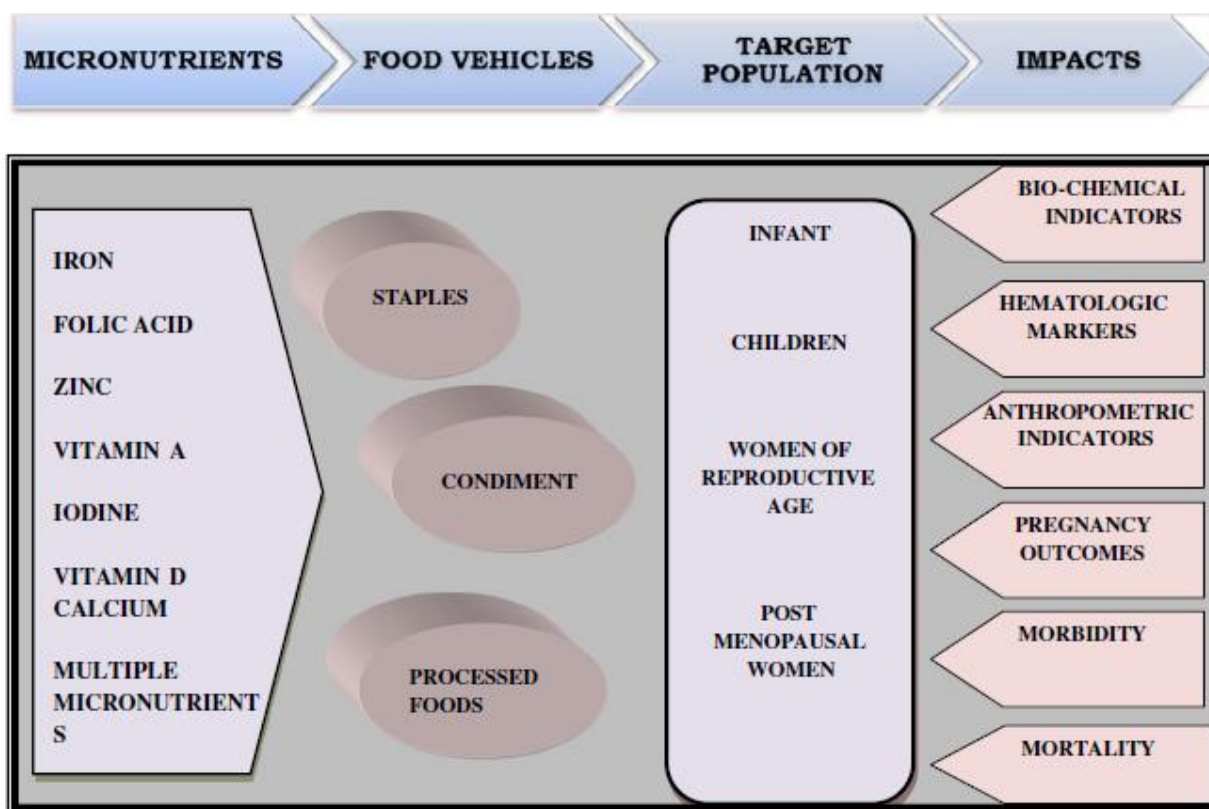 MICRONUTRIENTS
FOOD VEHICLES
TARGET
POPULATION
IMPACTS
IRON
FOLIC ACID
ZINC
VITAMIN A
IODINE
VITAMIN D
CALCIUM
MULTIPLE
MICRONUTRIENT
S
STAPLES
CONDIMENT
PROCESSED
FOODS
INFANT
CHILDREN
WOMEN OF
REPRODUCTIVE
AGE
POST
MENOPAUSAL
WOMEN
BIO-CHEMICAL
INDICATORS
HEMATOLOGIC
MARKERS
ANTHROPOMETRIC
INDICATORS
PREGNANCY
OUTCOMES
MORBIDITY
MORTALITY